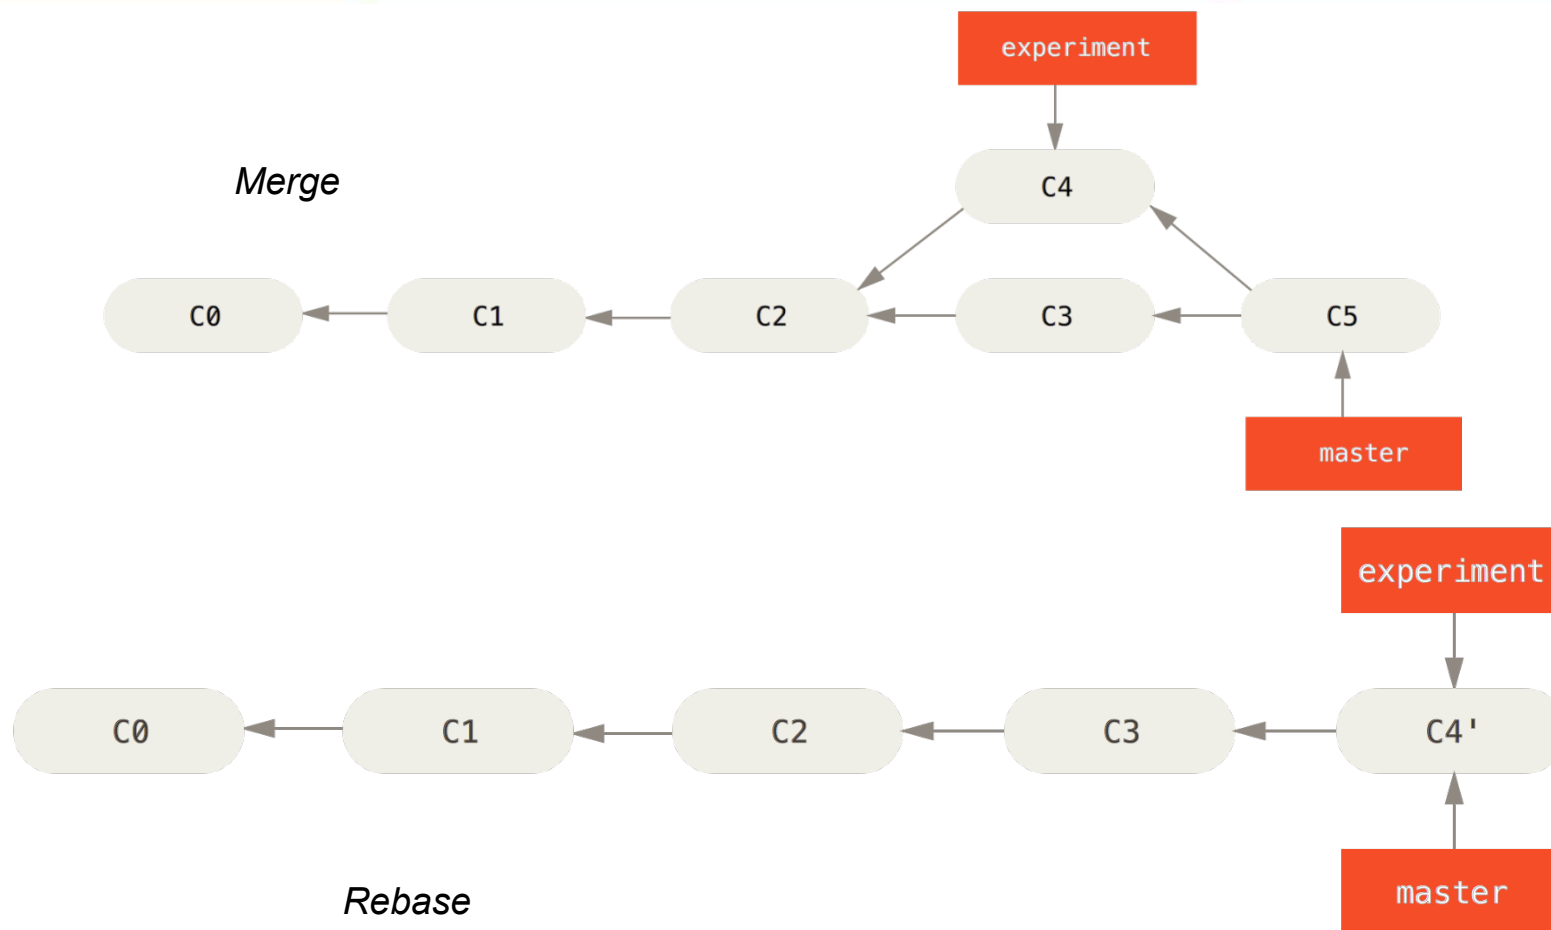 experiment
Merge
C4
C0
C1
C2
C3
C5
master
experiment
C0
C1
C2
C3
C4'
master
Rebase